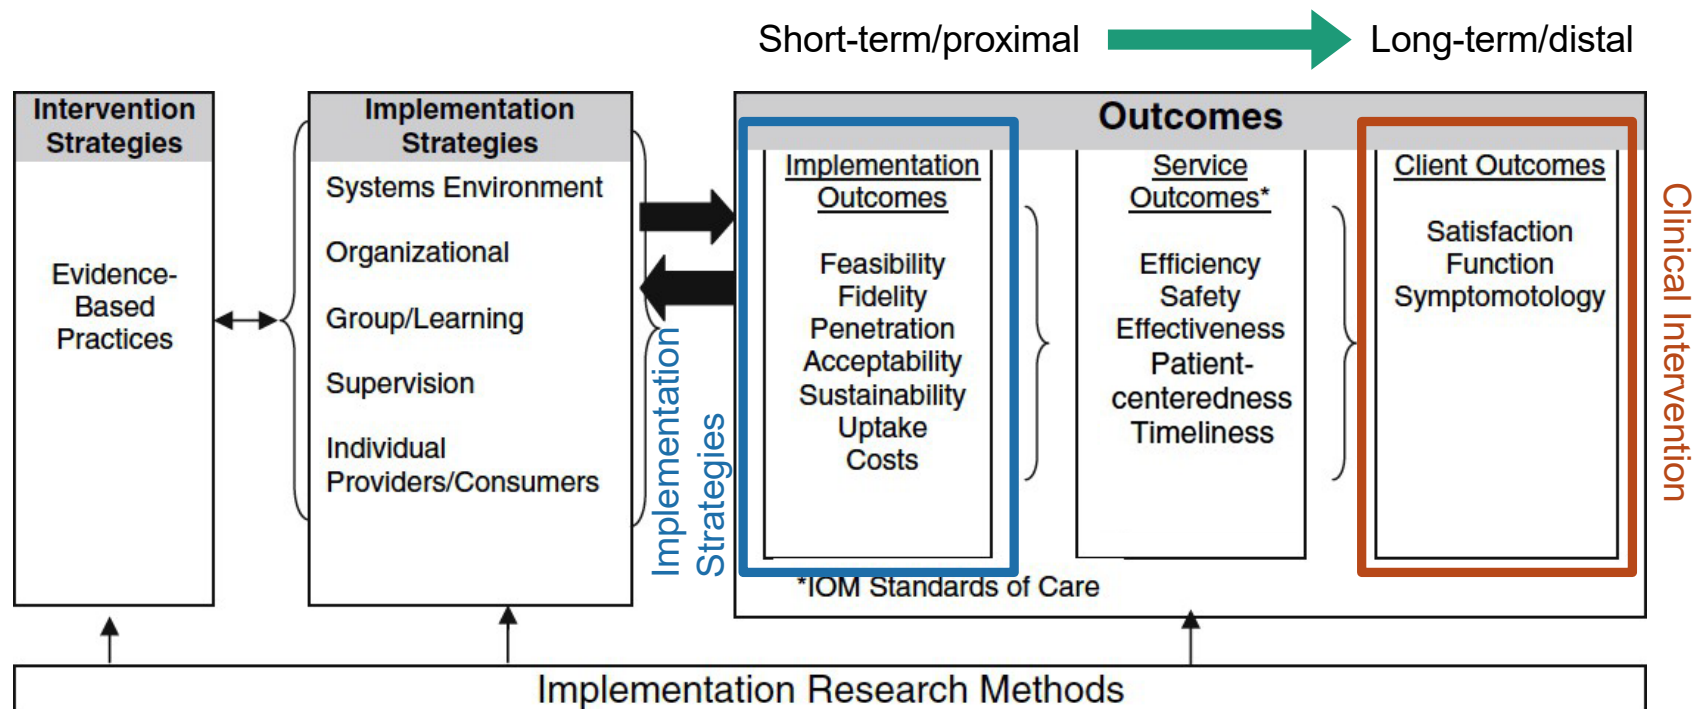 Short-term/proximal
Long-term/distal
Intervention
Strategies
Evidence-
Based
Practices
Implementation
Strategies
Systems Environment
Organizational
Group/Learning
Supervision
Individual
Providers/Consumers
Implementation
Strategies
Outcomes
Implementation
Outcomes
Feasibility
Fidelity
Penetration
Acceptability
Sustainability
Uptake
Costs
Service
Outcomes*
Efficiency
Safety
Effectiveness
Patient-
centeredness
Timeliness
Client Outcomes
Satisfaction
Function
Symptomotology
Clinical Intervention
*IOM Standards of Care
Implementation Research Methods